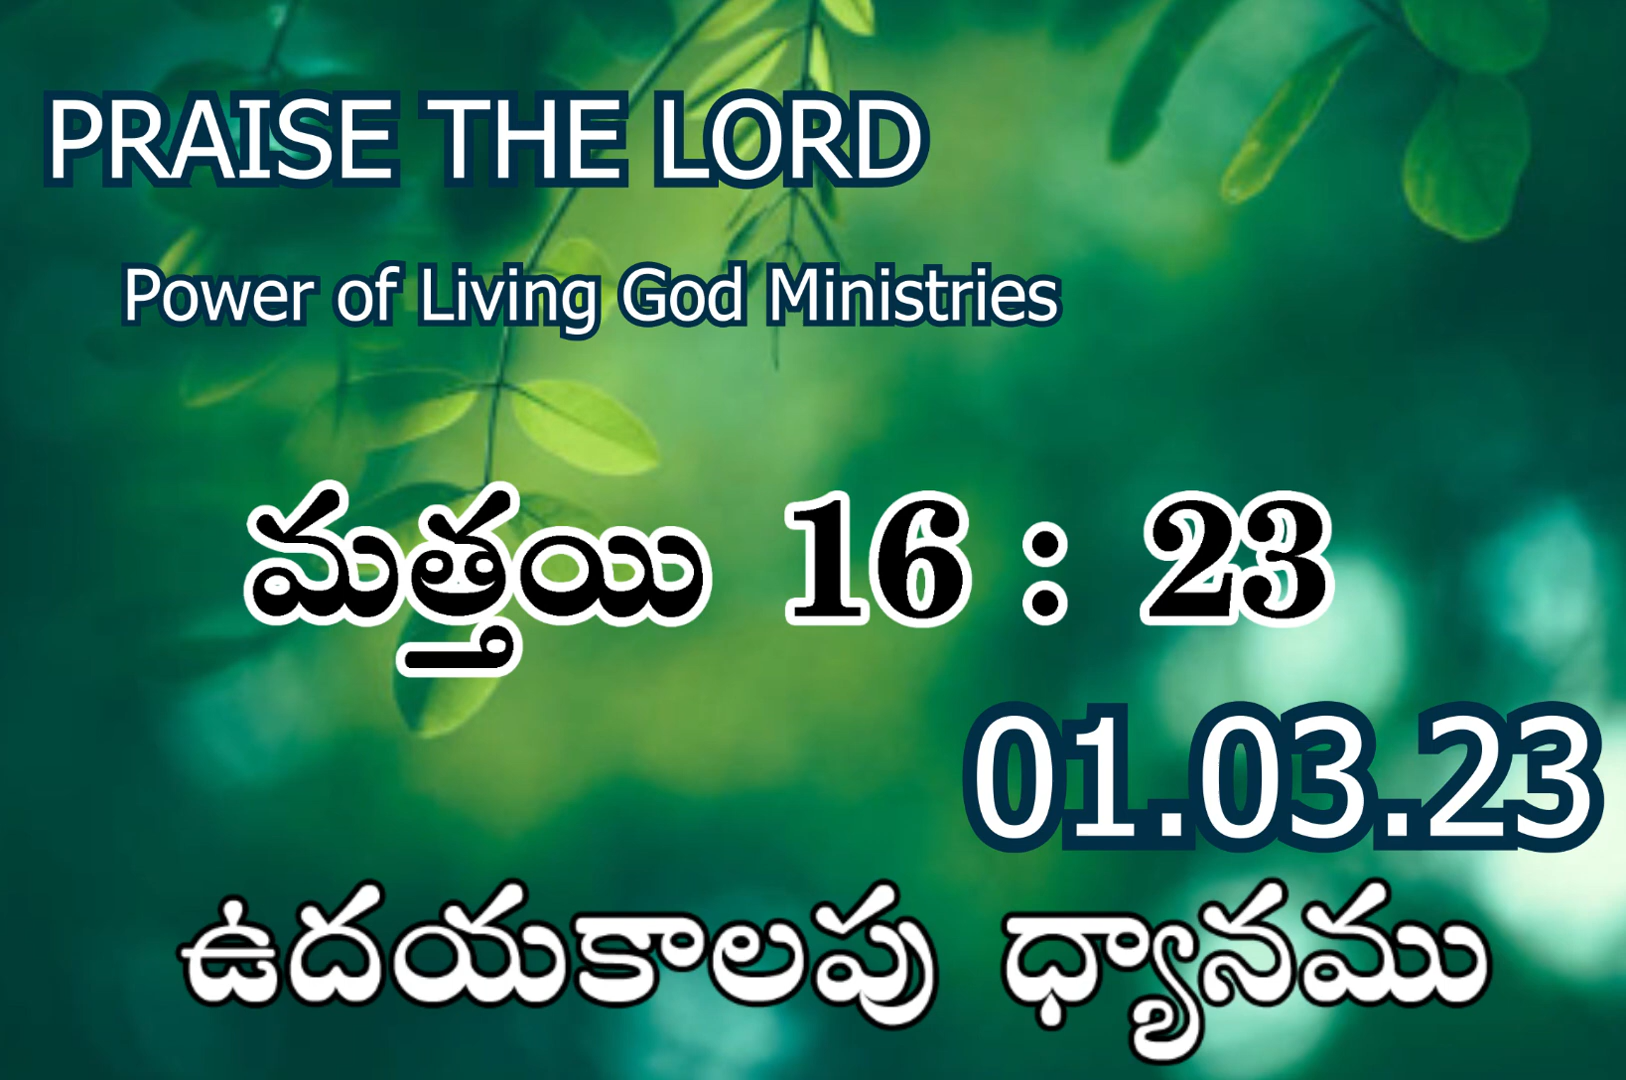 PRAISE THE LORD
Power of Living God Ministries
మత్తయి 16 : 23
01.03.23
ఉదయకాలపు ధ్యానము